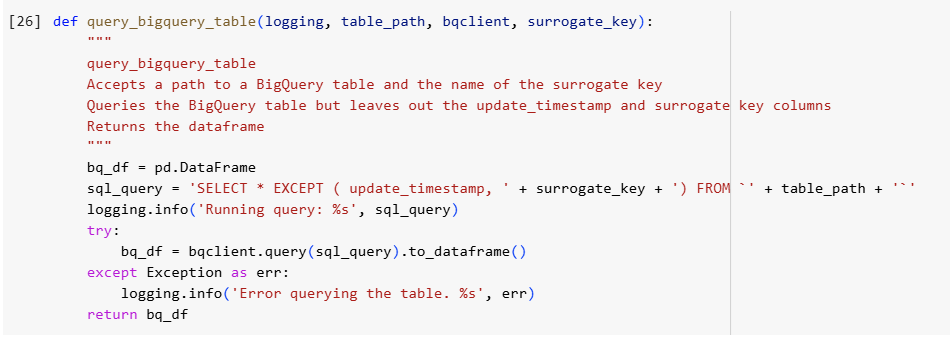 [26] def query_bigquery_table(logging, table_path, bqclient, surrogate_key):
"""
query_bigquery_table
Accepts a path to a BigQuery table and the name of the surrogate key
Queries the BigQuery table but leaves out the update_timestamp and surrogate key columns
Returns the dataframe
"""
bq_df = pd.DataFrame
sql_query = 'SELECT * EXCEPT ( update_timestamp, ' + surrogate_key + ') FROM `' + table_path + '`'
logging.info('Running query: %s', sql_query)
try:
bq_df = bqclient.query(sql_query).to_dataframe()
except Exception as err:
logging.info('Error querying the table. %s', err)
return bq_df